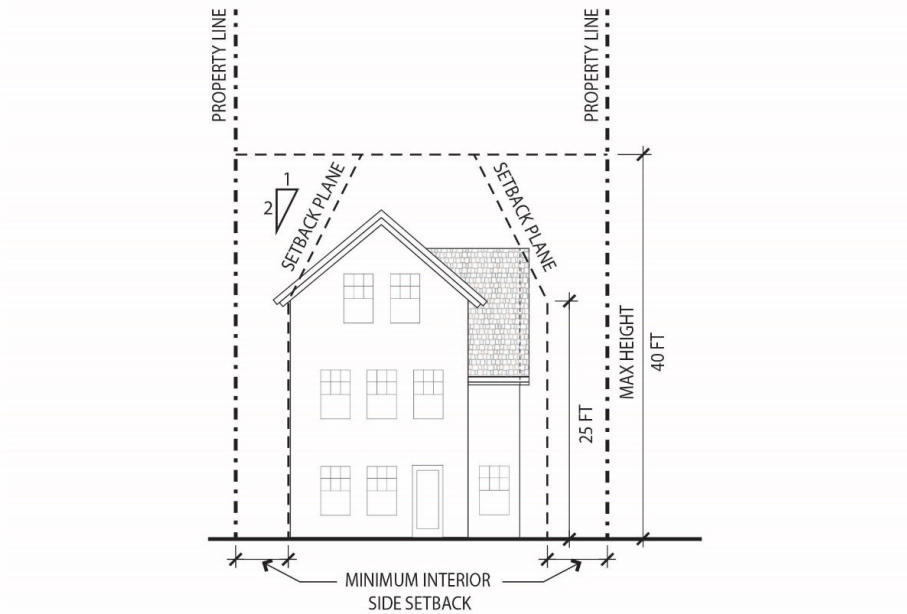 PROPERTY LINE
PROPERTY LINE
1
2
SETBACK PLANE
SETBACK PLANE
MAX HEIGHT
40 FT
25 FT
MINIMUM INTERIOR
SIDE SETBACK